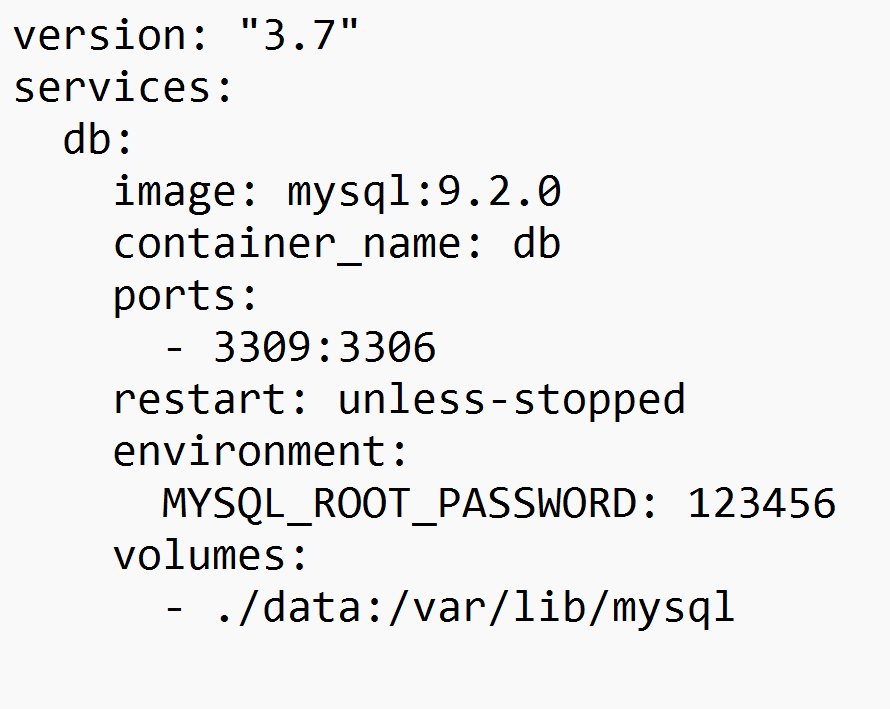 version: "3.7"
services:
  db:
    image: mysql:9.2.0
    container_name: db
    ports:
      - 3309:3306
    restart: unless-stopped
    environment:
      MYSQL_ROOT_PASSWORD: 123456
    volumes:
      - ./data:/var/lib/mysql